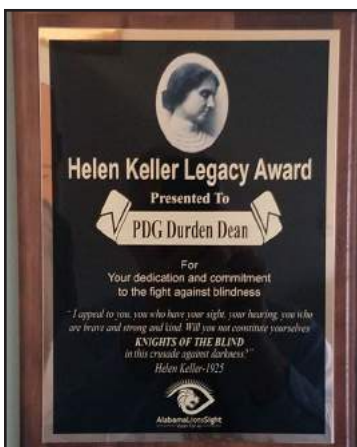 Helen Keller Legacy Award
Presented To
PDG Durden Dean
For
Your dedication and commitment
to the fight against blindness
"I appeal to you, you who have your sight, your hearing, you who
are brave and strong and kind. Will you not constitute yourselves
KNIGHTS OF THE BLIND
in this crusade against darkness?"
Helen Keller-1925
AlabamaLionsSight